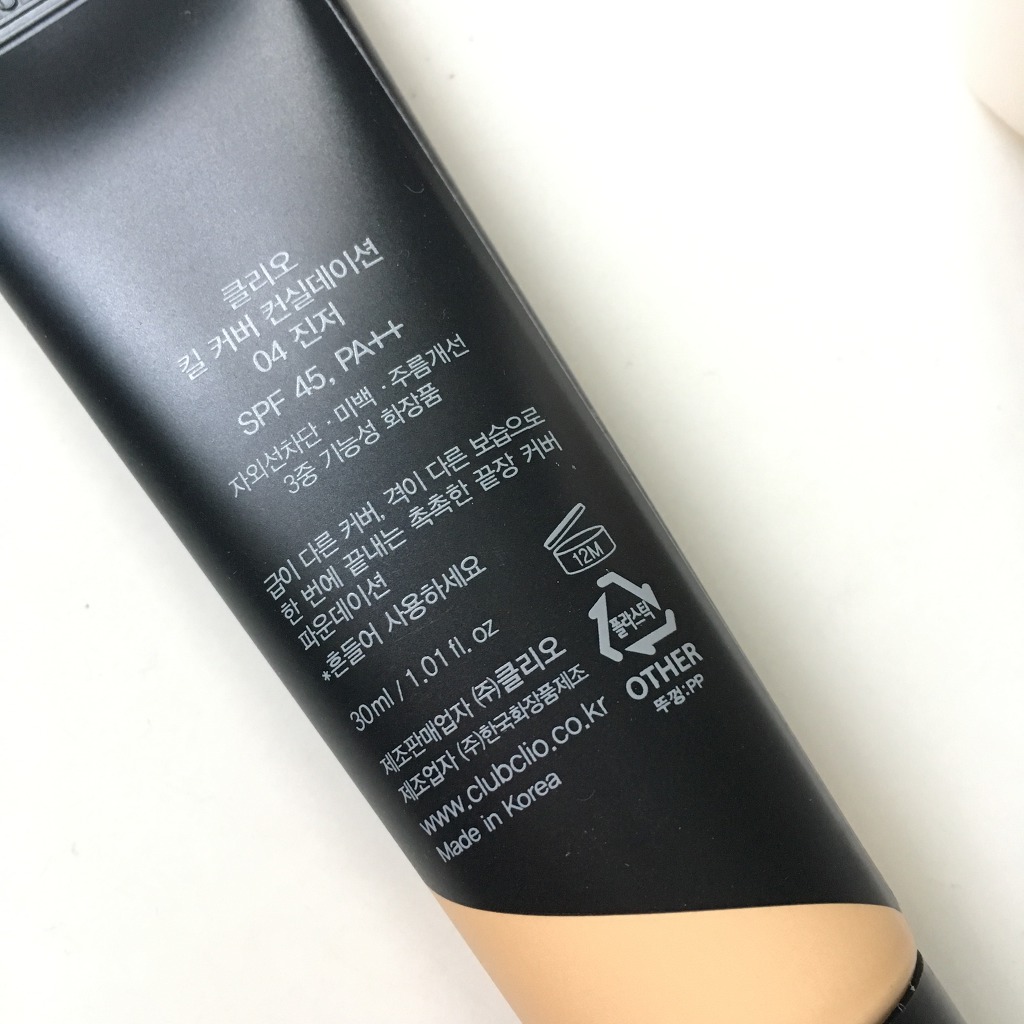 클리오
킬 커버 컨실데이션
04 진저
SPF 45, PA++
자외선차단 · 미백 · 주름개선
3중 기능성 화장품
급이 다른 커버, 격이 다른 보습으로
한 번에 끝내는 촉촉한 끝장 커버
파운데이션
*흔들어 사용하세요
30ml / 1.01 fl. oz
제조판매업자 (주)클리오
제조업자 (주)한국화장품제조
www.clubclio.co.kr
Made in Korea
12M
플라스틱
OTHER
뚜껑:PP